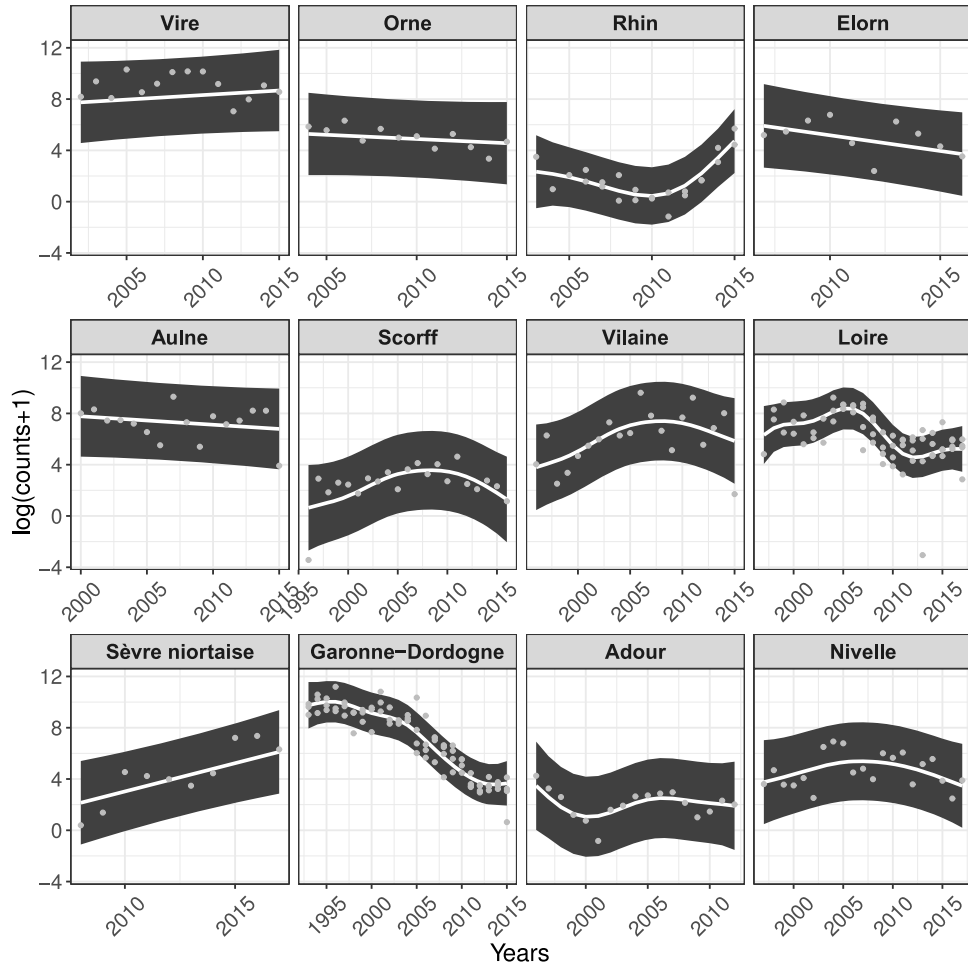 Vire Orne Rhin Elorn
12
8
4
0
−4
2005 2010 2015 2005 2010 2015 2005 2010 2015 2010 2015
Aulne Scorff Vilaine Loire
12
8
4
0
−4
2000 2005 2010 2015 1995 2000 2005 2010 2015 2000 2005 2010 2015 2000 2005 2010 2015
log(counts+1)
Sèvre niortaise Garonne−Dordogne Adour Nivelle
12
8
4
0
−4
2010 2015 1995 2000 2005 2010 2015 2000 2005 2010 2000 2005 2010 2015
Years